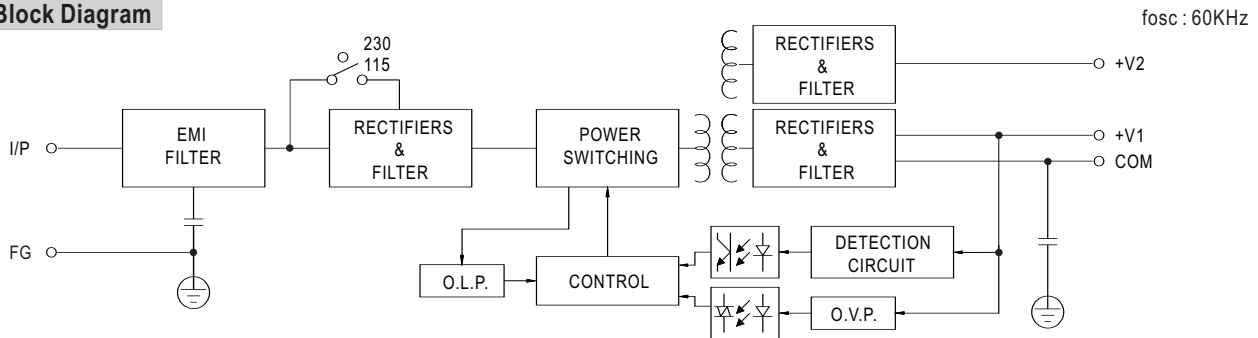 Block Diagram
fosc : 60KHz
230
115
I/P
EMI
FILTER
RECTIFIERS
&
FILTER
POWER
SWITCHING
RECTIFIERS
&
FILTER
+V2
RECTIFIERS
&
FILTER
+V1
COM
FG
O.L.P.
CONTROL
DETECTION
CIRCUIT
O.V.P.